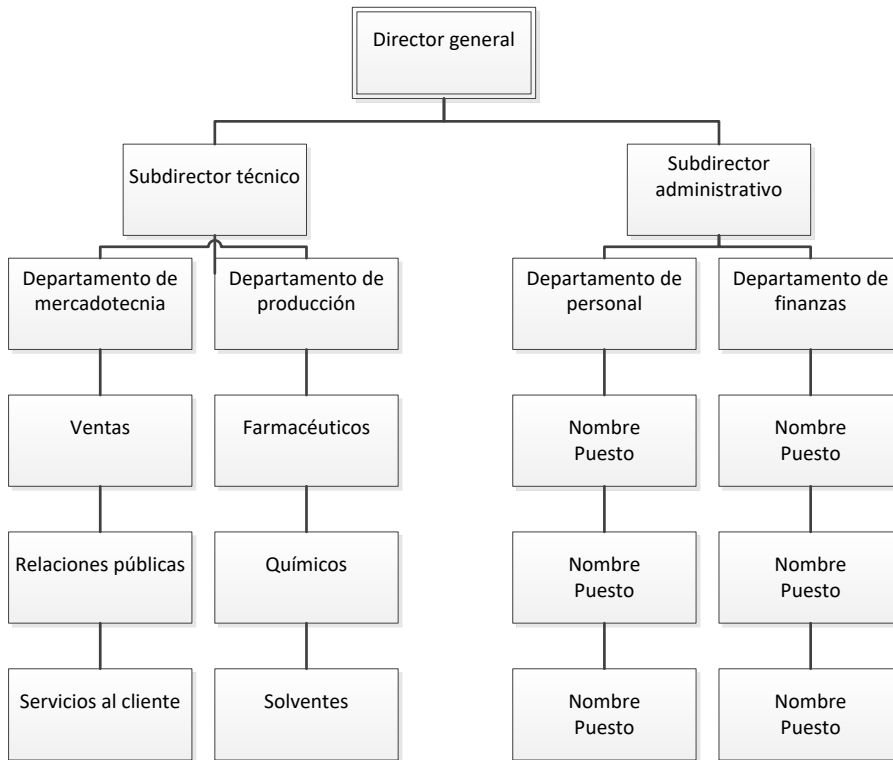 Director general
Subdirector técnico
Subdirector
administrativo
Departamento de
mercadotecnia
Departamento de
producción
Departamento de
personal
Departamento de
finanzas
Ventas
Farmacéuticos
Nombre
Puesto
Nombre
Puesto
Relaciones públicas
Químicos
Nombre
Puesto
Nombre
Puesto
Servicios al cliente
Solventes
Nombre
Puesto
Nombre
Puesto